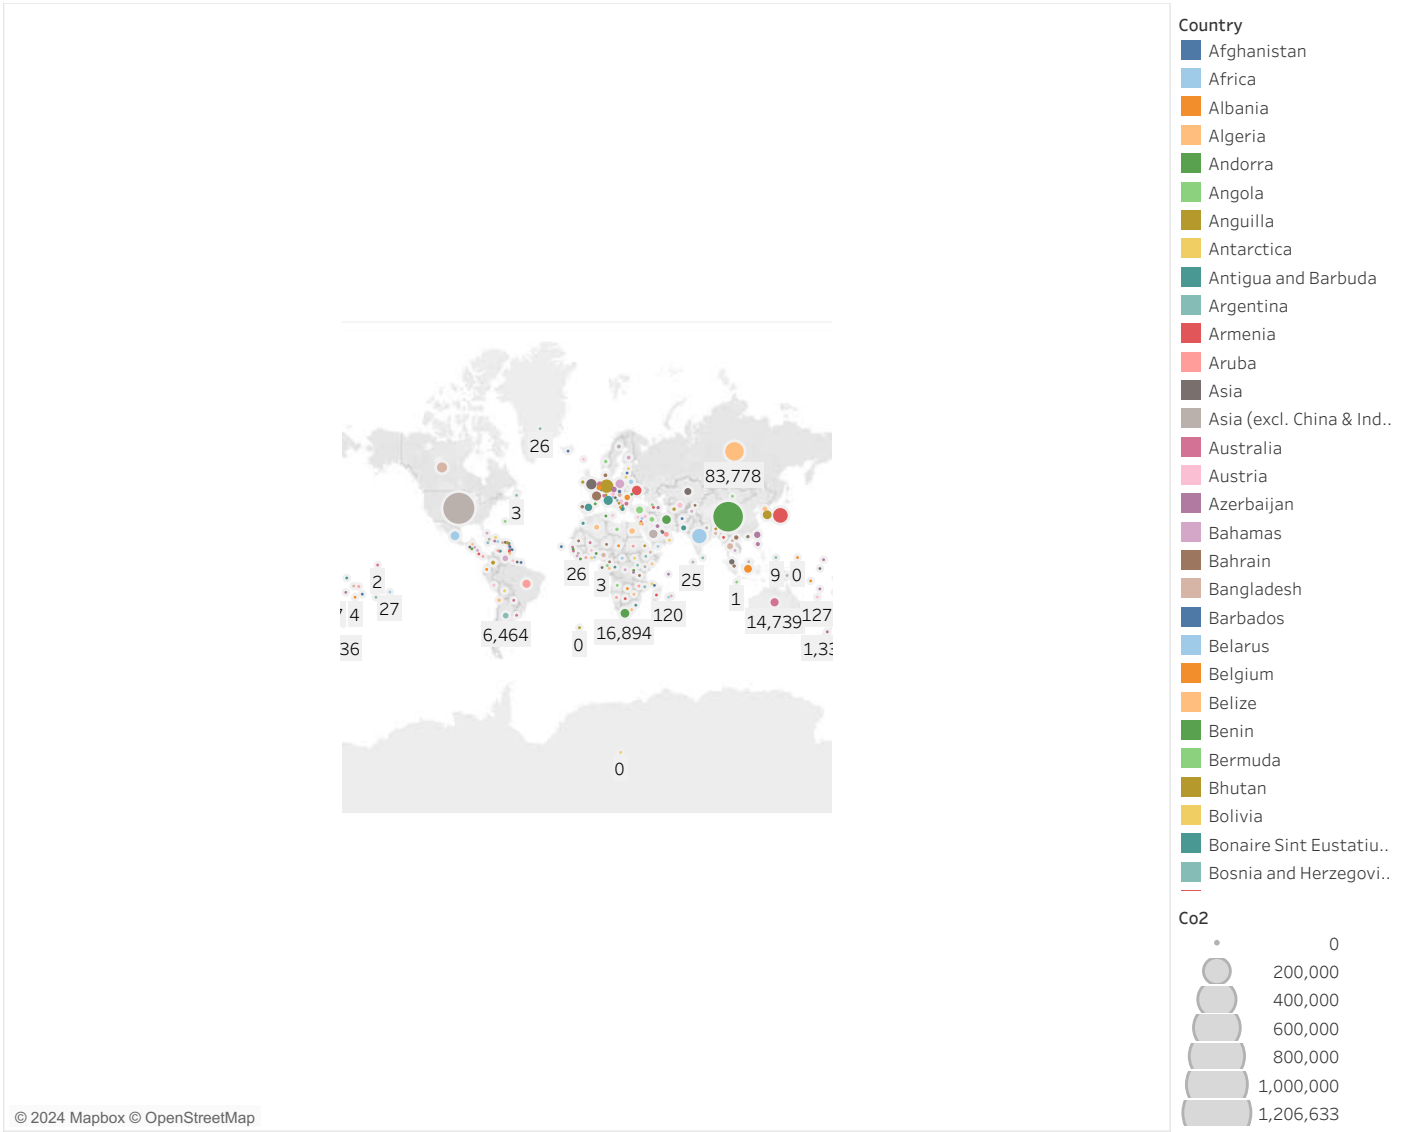 26
83,778
3
26
3
25
9
0
2
1
4
27
120
14,739
127
6,464
16,894
0
36
1,33
0
© 2024 Mapbox © OpenStreetMap
Country
Afghanistan
Africa
Albania
Algeria
Andorra
Angola
Anguilla
Antarctica
Antigua and Barbuda
Argentina
Armenia
Aruba
Asia
Asia (excl. China & Ind..
Australia
Austria
Azerbaijan
Bahamas
Bahrain
Bangladesh
Barbados
Belarus
Belgium
Belize
Benin
Bermuda
Bhutan
Bolivia
Bonaire Sint Eustatiu..
Bosnia and Herzegovi..
Co2
0
200,000
400,000
600,000
800,000
1,000,000
1,206,633